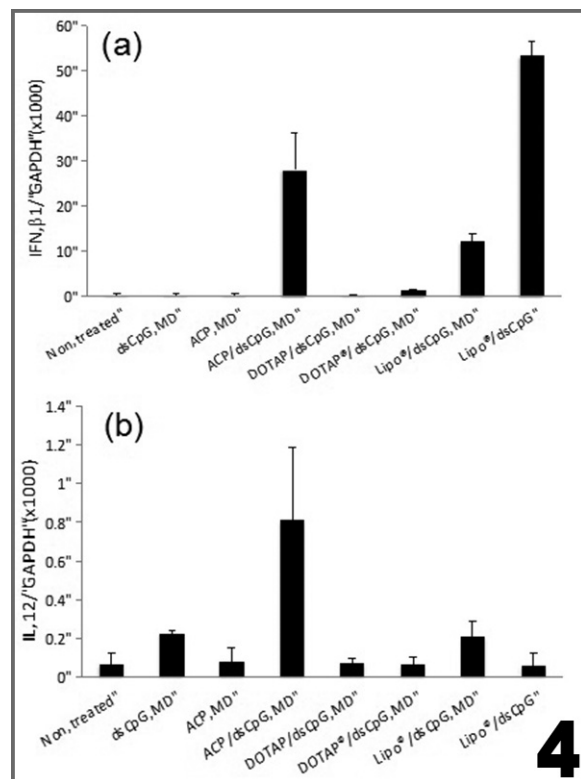 (a)
IFN,β1/"GAPDH"(x1000)
60"
50"
40"
30"
20"
10"
0"
Non,treated"
dsCpG,MD"
ACP,MD"
ACP/dsCpG,MD"
DOTAP/dsCpG,MD"
DOTAP®/dsCpG,MD"
Lipo®/dsCpG,MD"
Lipo®/dsCpG"
(b)
IL,12/"GAPDH"(x1000)
1.4"
1.2"
1"
0.8"
0.6"
0.4"
0.2"
0"
Non,treated"
dsCpG,MD"
ACP,MD"
ACP/dsCpG,MD"
DOTAP/dsCpG,MD"
DOTAP®/dsCpG,MD"
Lipo®/dsCpG,MD"
Lipo®/dsCpG"
4